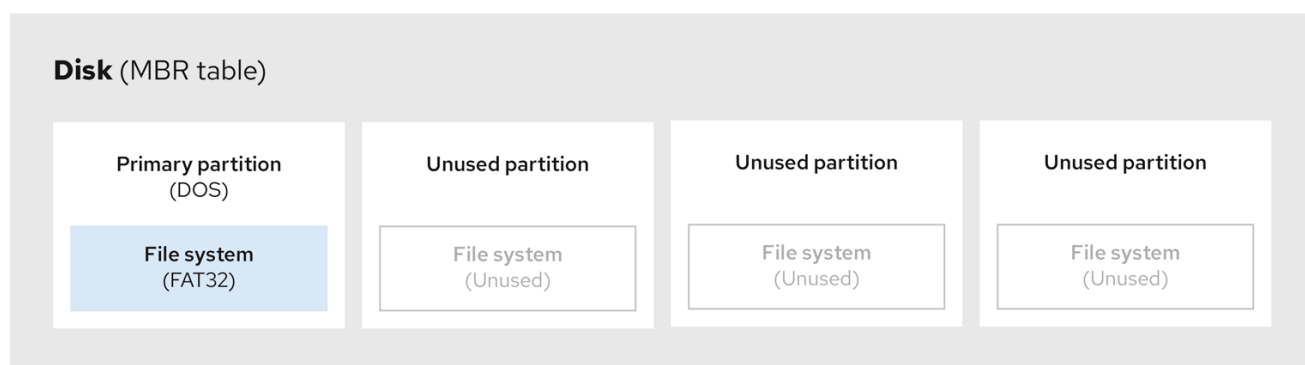 Disk (MBR table)
Primary partition
(DOS)
File system
(FAT32)
Unused partition
File system
(Unused)
Unused partition
File system
(Unused)
Unused partition
File system
(Unused)